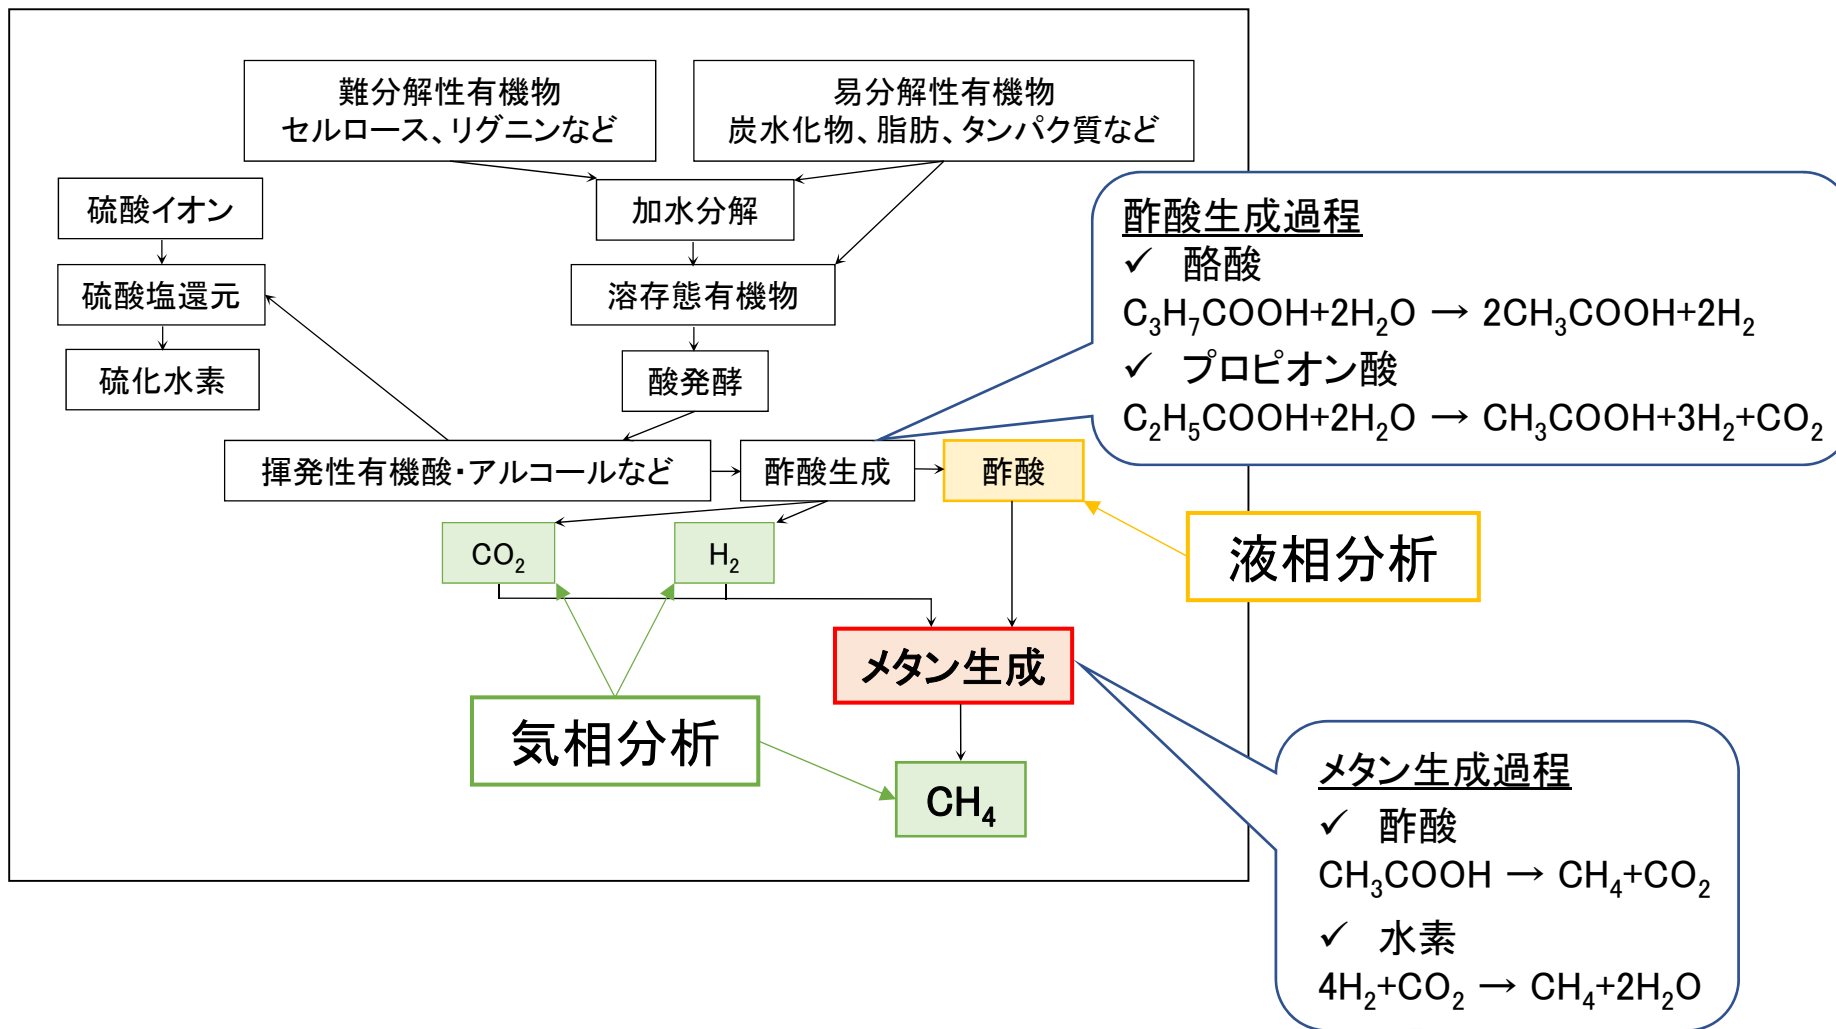 難分解性有機物
セルロース、リグニンなど
易分解性有機物
炭水化物、脂肪、タンパク質など
硫酸イオン
加水分解
硫酸塩還元
溶存態有機物
硫化水素
酸発酵
揮発性有機酸・アルコールなど
酢酸生成
酢酸
CO₂
H₂
液相分析
メタン生成
気相分析
CH₄
酢酸生成過程
✓ 酪酸
C₃H₇COOH+2H₂O → 2CH₃COOH+2H₂
✓ プロピオン酸
C₂H₅COOH+2H₂O → CH₃COOH+3H₂+CO₂
メタン生成過程
✓ 酢酸
CH₃COOH → CH₄+CO₂
✓ 水素
4H₂+CO₂ → CH₄+2H₂O